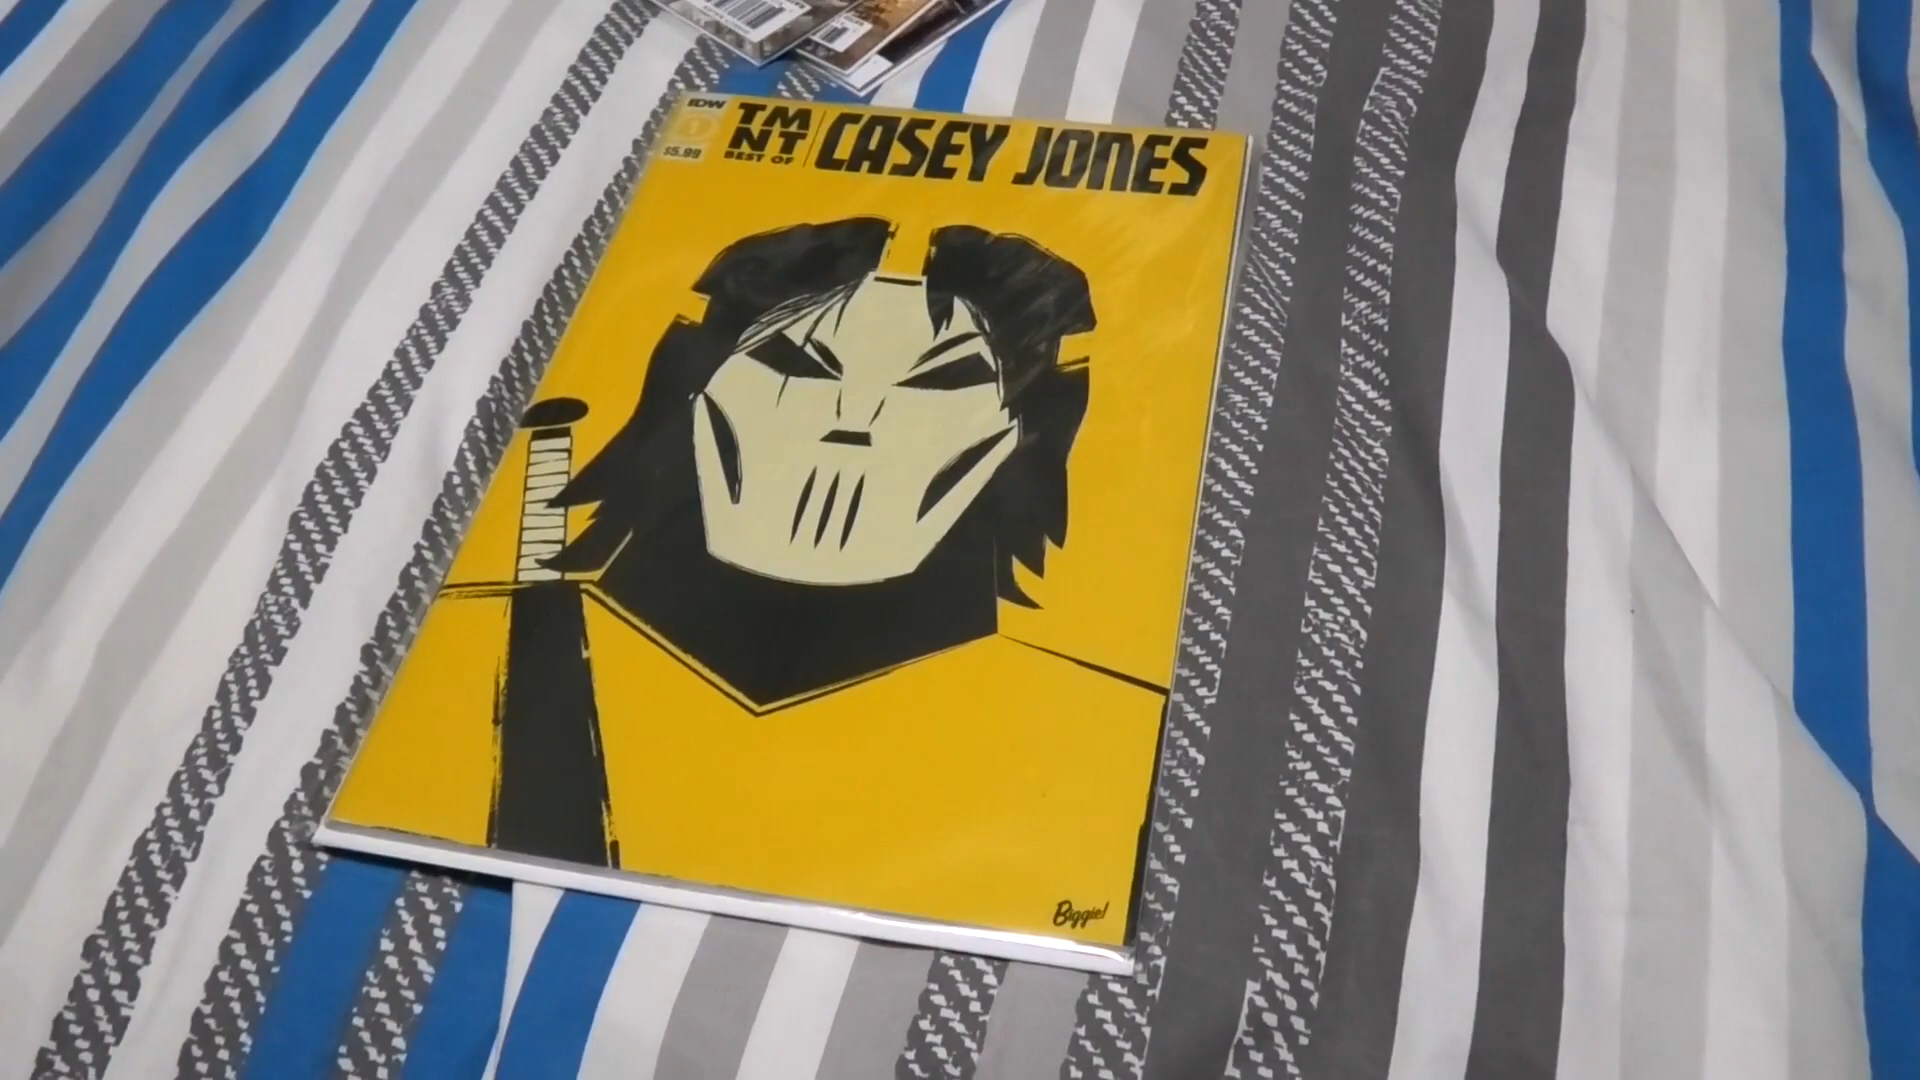 IDW
1
$5.99
TM
NT
BEST OF
CASEY JONES
Biggie!